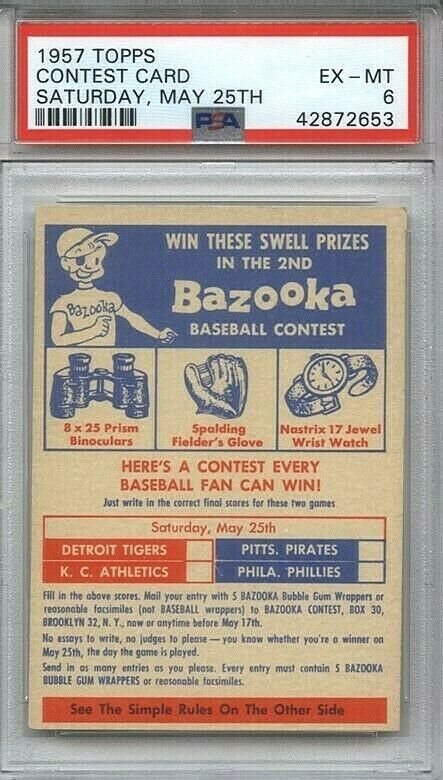 1957 TOPPS
CONTEST CARD EX - MT
SATURDAY, MAY 25TH 6
PSA 42872653
WIN THESE SWELL PRIZES
IN THE 2ND
Bazooka
BASEBALL CONTEST
Bazooka
8 x 25 Prism Binoculars
Spalding Fielder's Glove
Nastrix 17 Jewel Wrist Watch
HERE'S A CONTEST EVERY
BASEBALL FAN CAN WIN!
Just write in the correct final scores for these two games
Saturday, May 25th
DETROIT TIGERS PITTS. PIRATES
K. C. ATHLETICS PHILA. PHILLIES
Fill in the above scores. Mail your entry with 5 BAZOOKA Bubble Gum Wrappers or
reasonable facsimiles (not BASEBALL wrappers) to BAZOOKA CONTEST, BOX 30,
BROOKLYN 32, N. Y., now or anytime before May 17th.
No essays to write, no judges to please — you know whether you're a winner on
May 25th, the day the game is played.
Send in as many entries as you please. Every entry must contain 5 BAZOOKA
BUBBLE GUM WRAPPERS or reasonable facsimiles.
See The Simple Rules On The Other Side